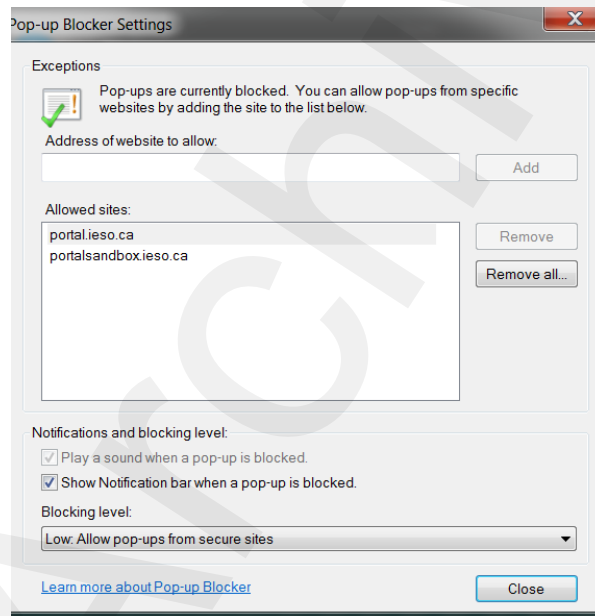 Pop-up Blocker Settings
Exceptions
Pop-ups are currently blocked. You can allow pop-ups from specific
websites by adding the site to the list below.
Address of website to allow:
Add
Allowed sites:
portal.ieso.ca
Remove
portalsandbox.ieso.ca
Remove all...
Notifications and blocking level:
Play a sound when a pop-up is blocked.
Show Notification bar when a pop-up is blocked.
Blocking level:
Low: Allow pop-ups from secure sites
Learn more about Pop-up Blocker
Close